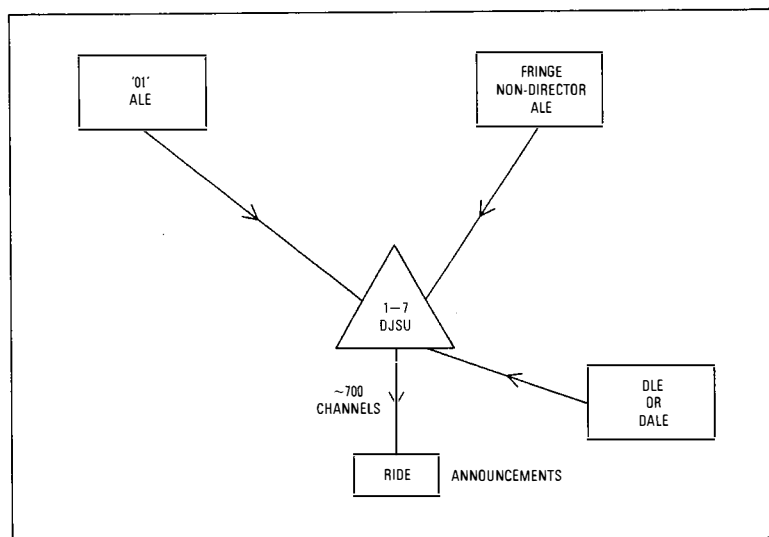 '01'
ALE
FRINGE
NON-DIRECTOR
ALE
1—7
DJSU
DLE
OR
DALE
~700
CHANNELS
RIDE
ANNOUNCEMENTS